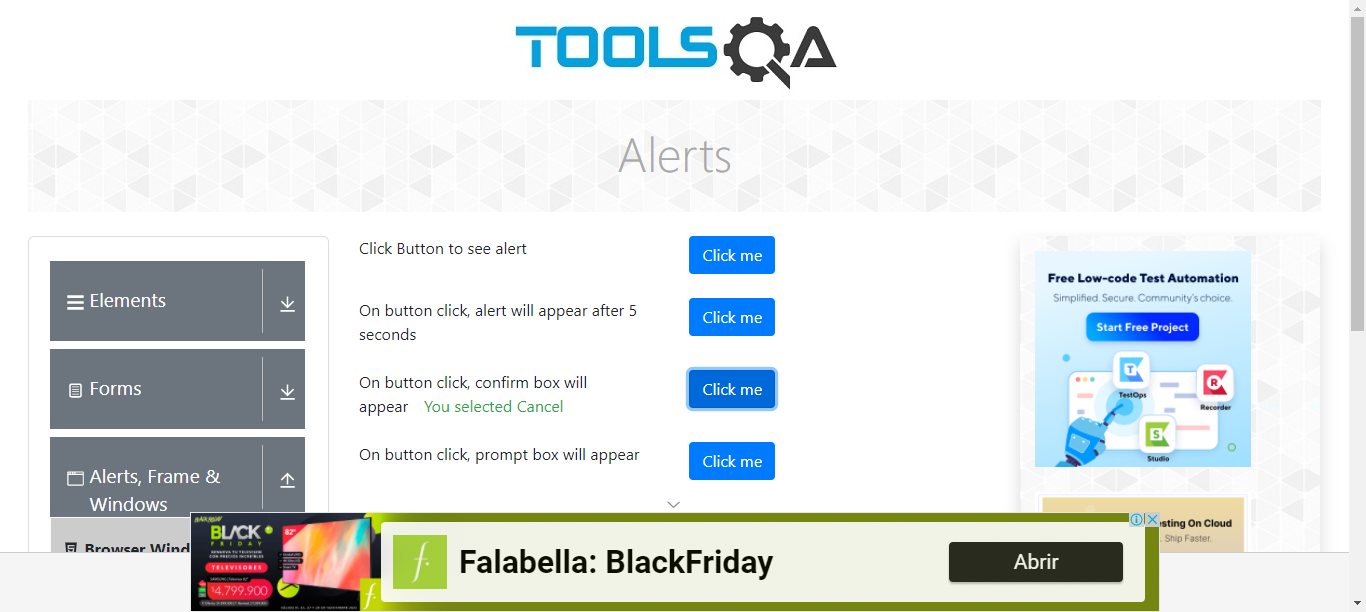 TOOLSQA
Alerts
Elements
Forms
Alerts, Frame &
Windows
Click Button to see alert
Click me
On button click, alert will appear after 5
seconds
Click me
On button click, confirm box will
appear You selected Cancel
Click me
On button click, prompt box will appear
Click me
Free Low-code Test Automation
Simplified. Secure. Community's choice.
Start Free Project
TestOps
Recorder
Studio
sting On Cloud
Ship Faster.
Browser Wind
BLACK
FRIDAY
TELEVISORES
82"
$4.799.900
Falabella: BlackFriday
Abrir